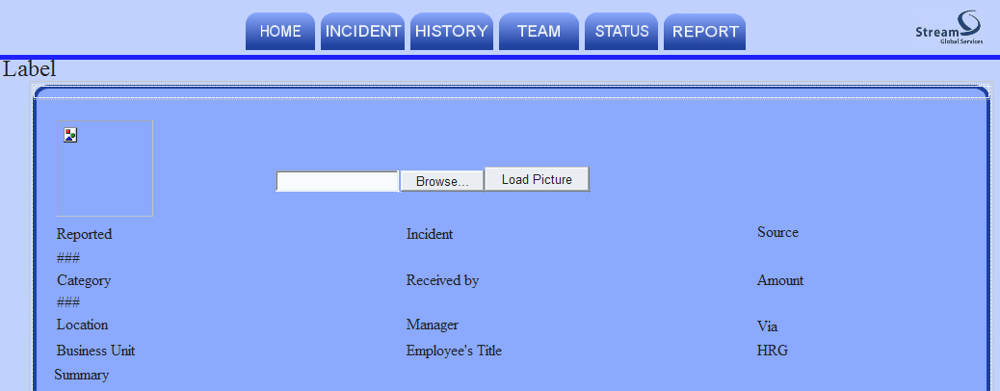 HOME INCIDENT HISTORY TEAM STATUS REPORT
Stream
Global Services
Label
Browse... Load Picture
Reported Incident Source
###
Category Received by Amount
###
Location Manager Via
Business Unit Employee's Title HRG
Summary